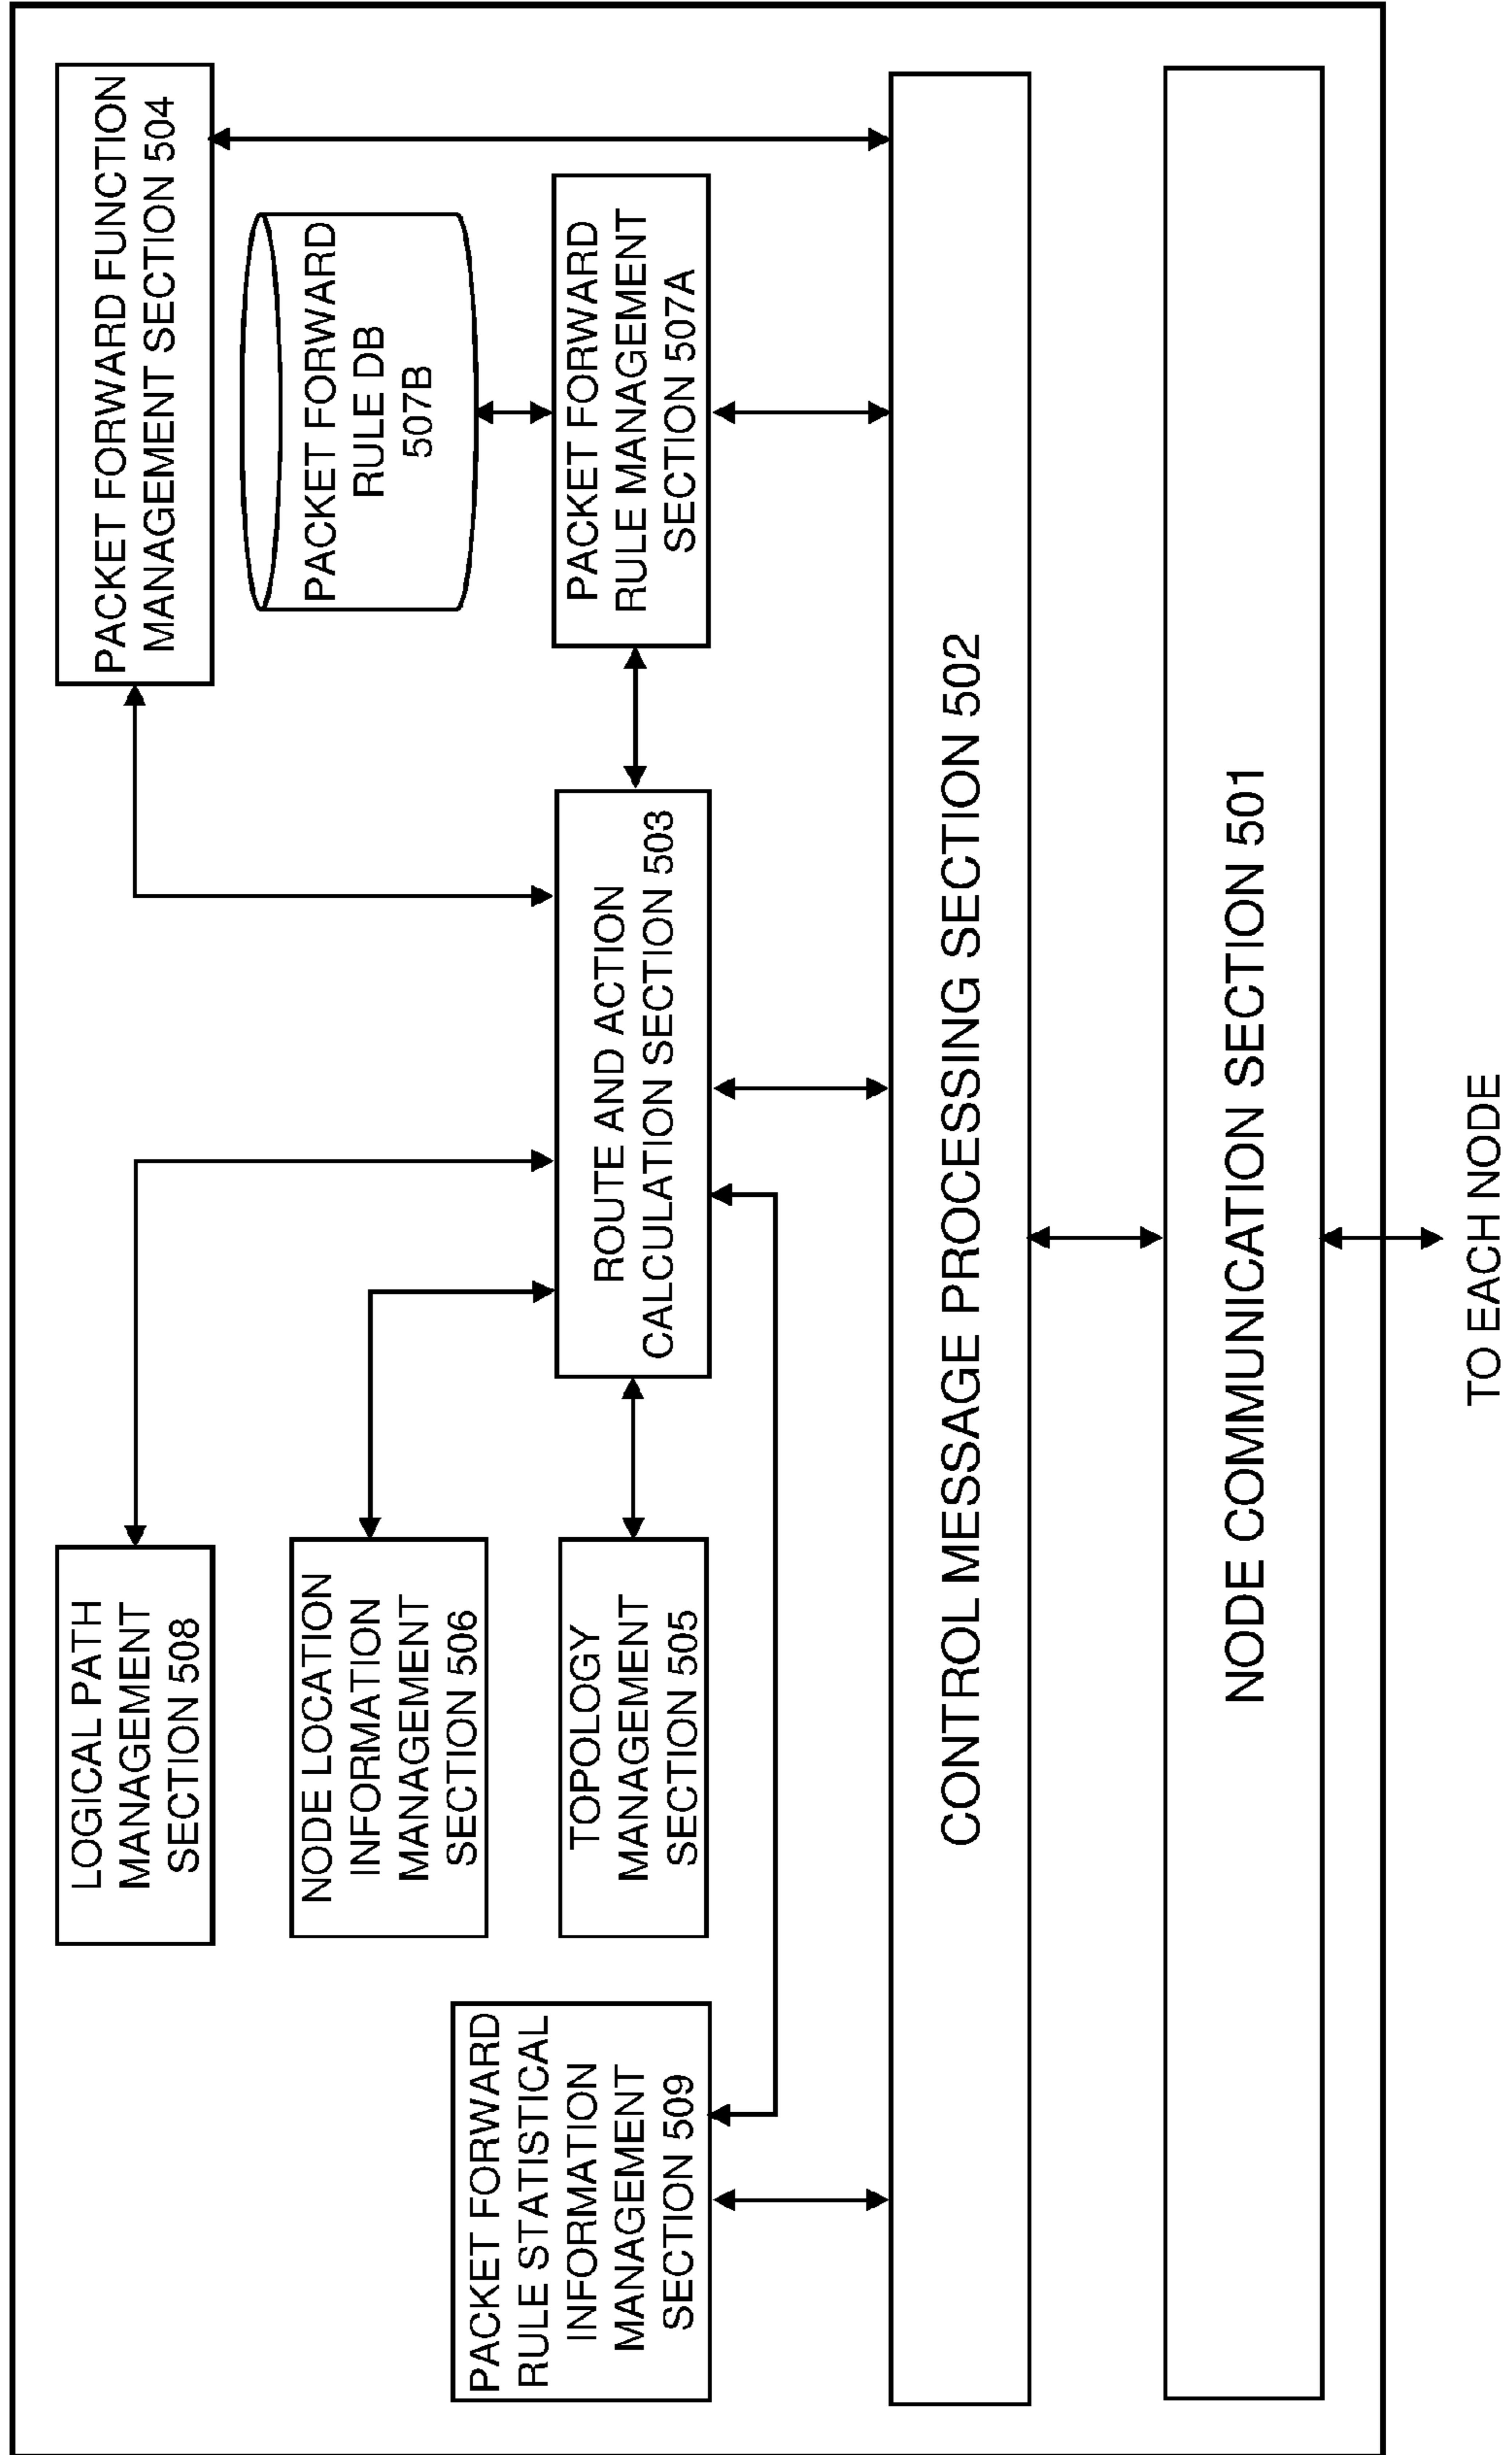 LOGICAL PATH
MANAGEMENT
SECTION 508
PACKET FORWARD FUNCTION
MANAGEMENT SECTION 504
NODE LOCATION
INFORMATION
MANAGEMENT
SECTION 506
PACKET FORWARD
RULE DB
507B
PACKET FORWARD
RULE STATISTICAL
INFORMATION
MANAGEMENT
SECTION 509
TOPOLOGY
MANAGEMENT
SECTION 505
ROUTE AND ACTION
CALCULATION SECTION 503
PACKET FORWARD
RULE MANAGEMENT
SECTION 507A
CONTROL MESSAGE PROCESSING SECTION 502
NODE COMMUNICATION SECTION 501
TO EACH NODE